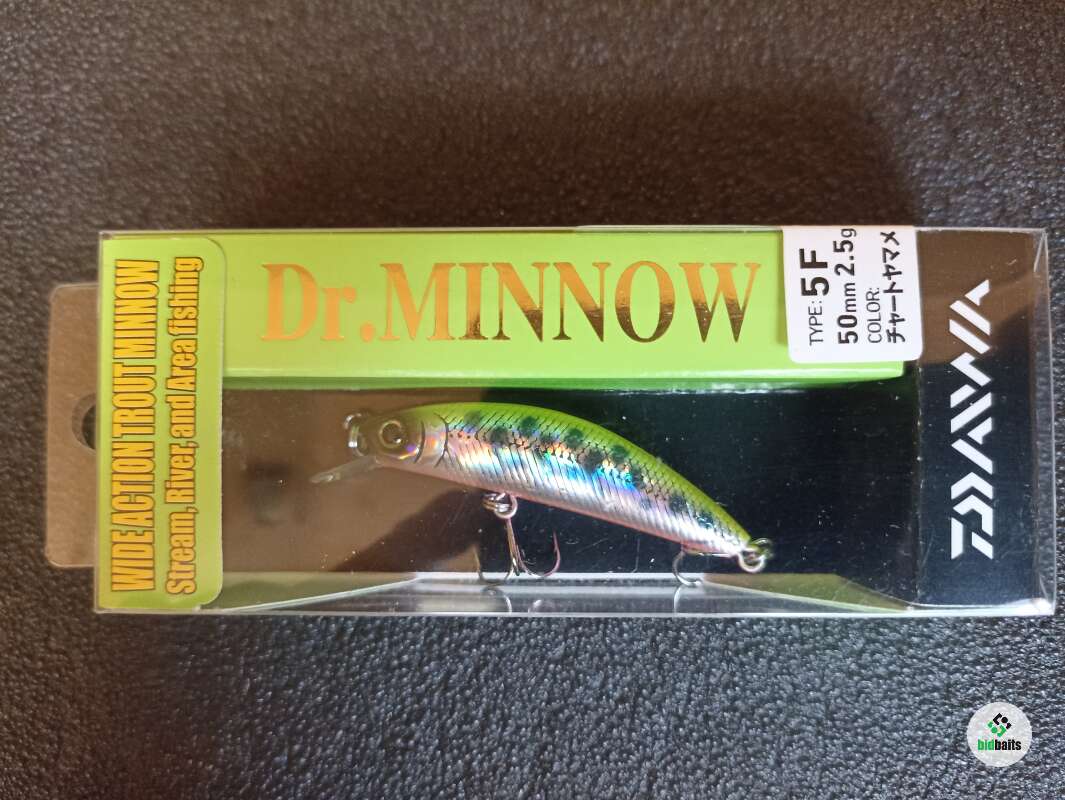 WIDE ACTION TROUT MINNOW
Stream, River, and Area fishing
Dr.MINNOW
TYPE: 5F
50mm 2.5g
COLOR:
チャートヤマメ
DAIWA
bidbaits